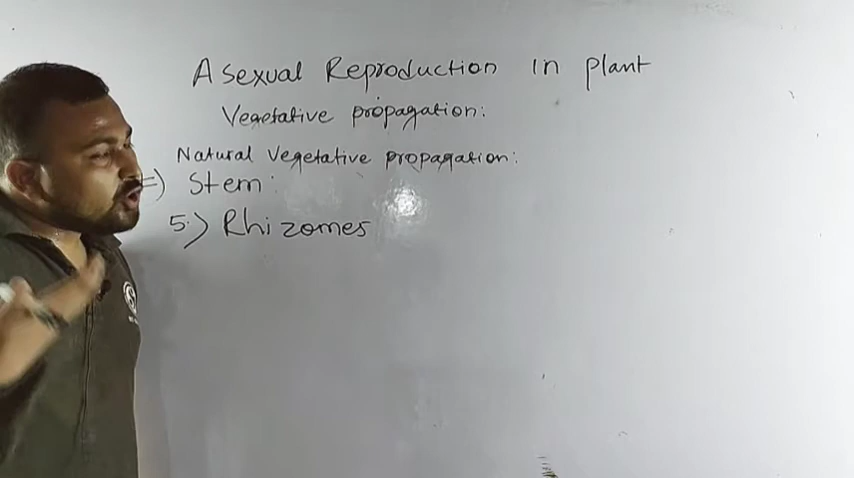 Asexual Reproduction in plant
Vegetative propagation:
Natural Vegetative propagation:
=) Stem:
5.) Rhizomes